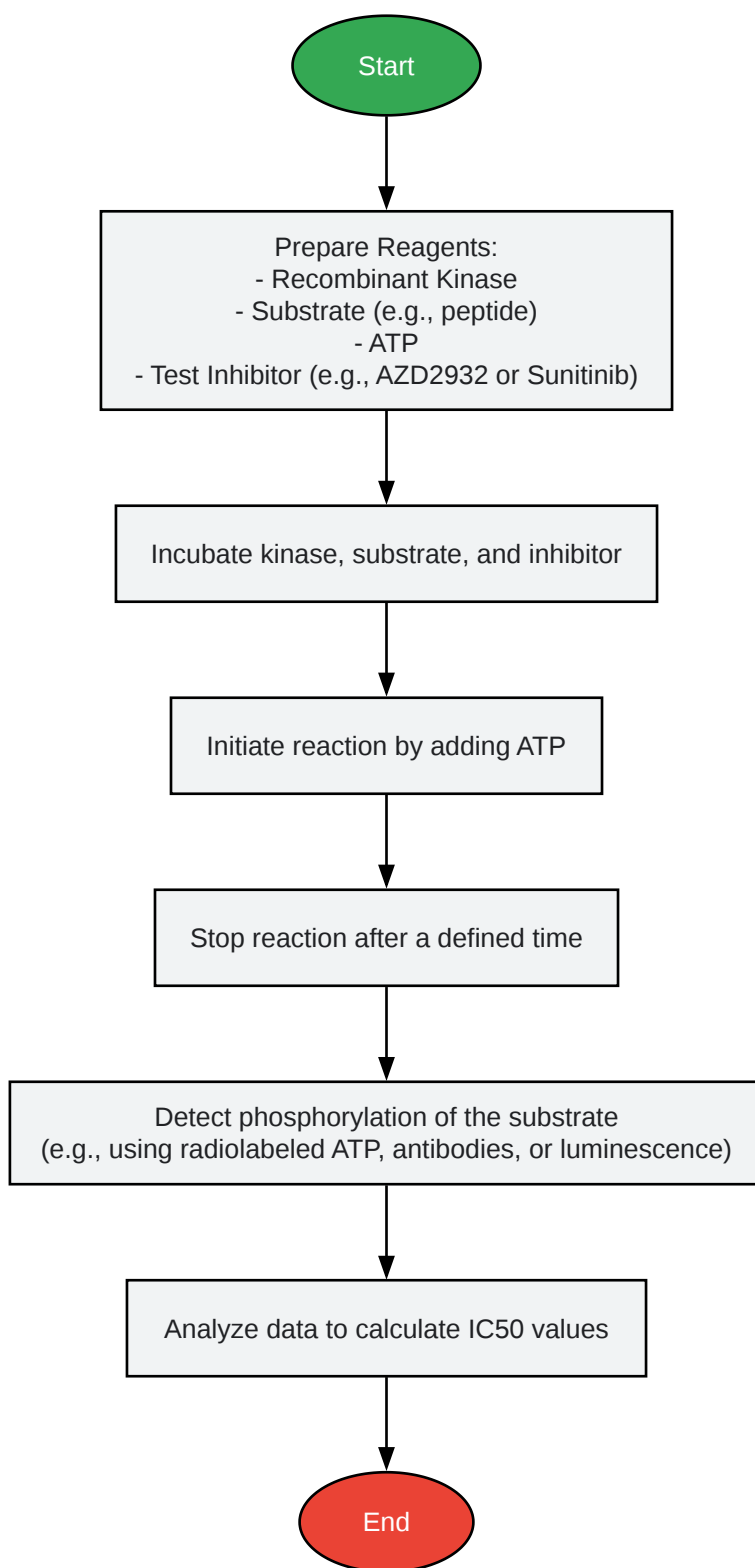 Start
Prepare Reagents:
- Recombinant Kinase
- Substrate (e.g., peptide)
- ATP
- Test Inhibitor (e.g., AZD2932 or Sunitinib)
Incubate kinase, substrate, and inhibitor
Initiate reaction by adding ATP
Stop reaction after a defined time
Detect phosphorylation of the substrate
(e.g., using radiolabeled ATP, antibodies, or luminescence)
Analyze data to calculate IC50 values
End